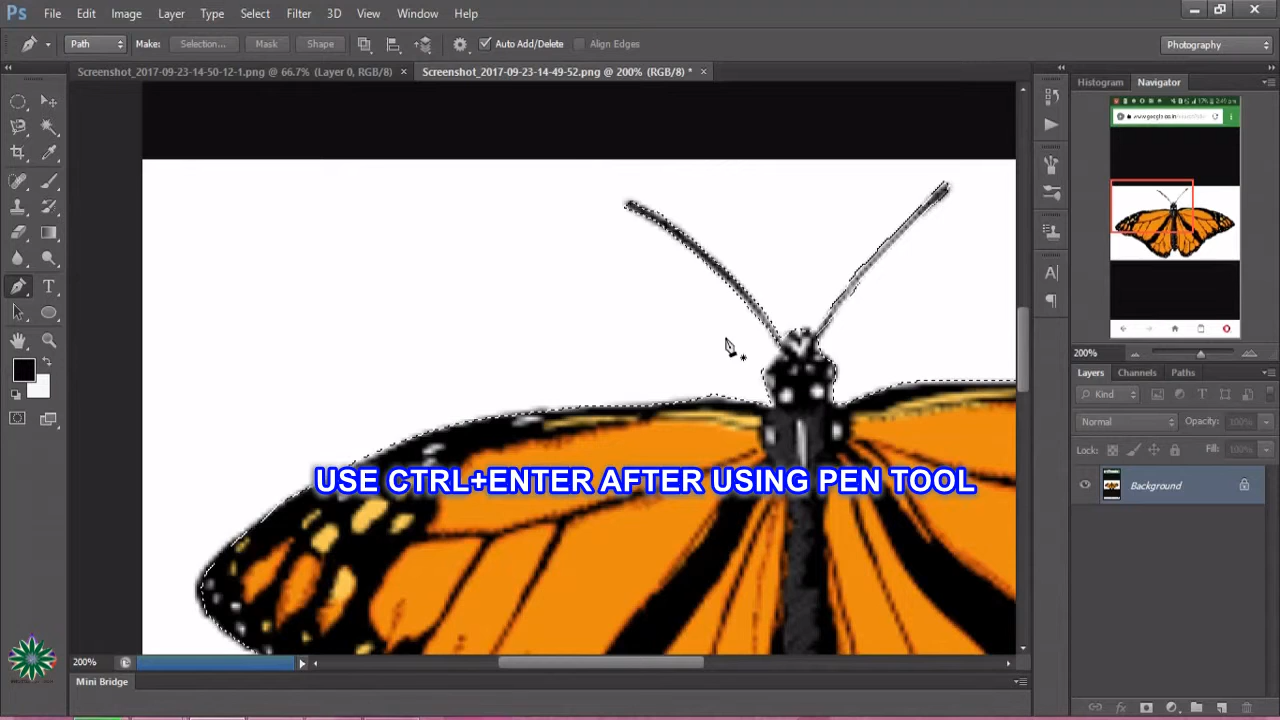 Ps File Edit Image Layer Type Select Filter 3D View Window Help
Path Make: Selection... Mask Shape Auto Add/Delete Align Edges Photography
Screenshot_2017-09-23-14-50-12-1.png @ 66.7% (Layer 0, RGB/8) × Screenshot_2017-09-23-14-49-52.png @ 200% (RGB/8) * ×
Histogram Navigator
200%
Layers Channels Paths
Kind
Normal Opacity: 100%
Lock: Fill: 100%
Background
USE CTRL+ENTER AFTER USING PEN TOOL
200%
Mini Bridge